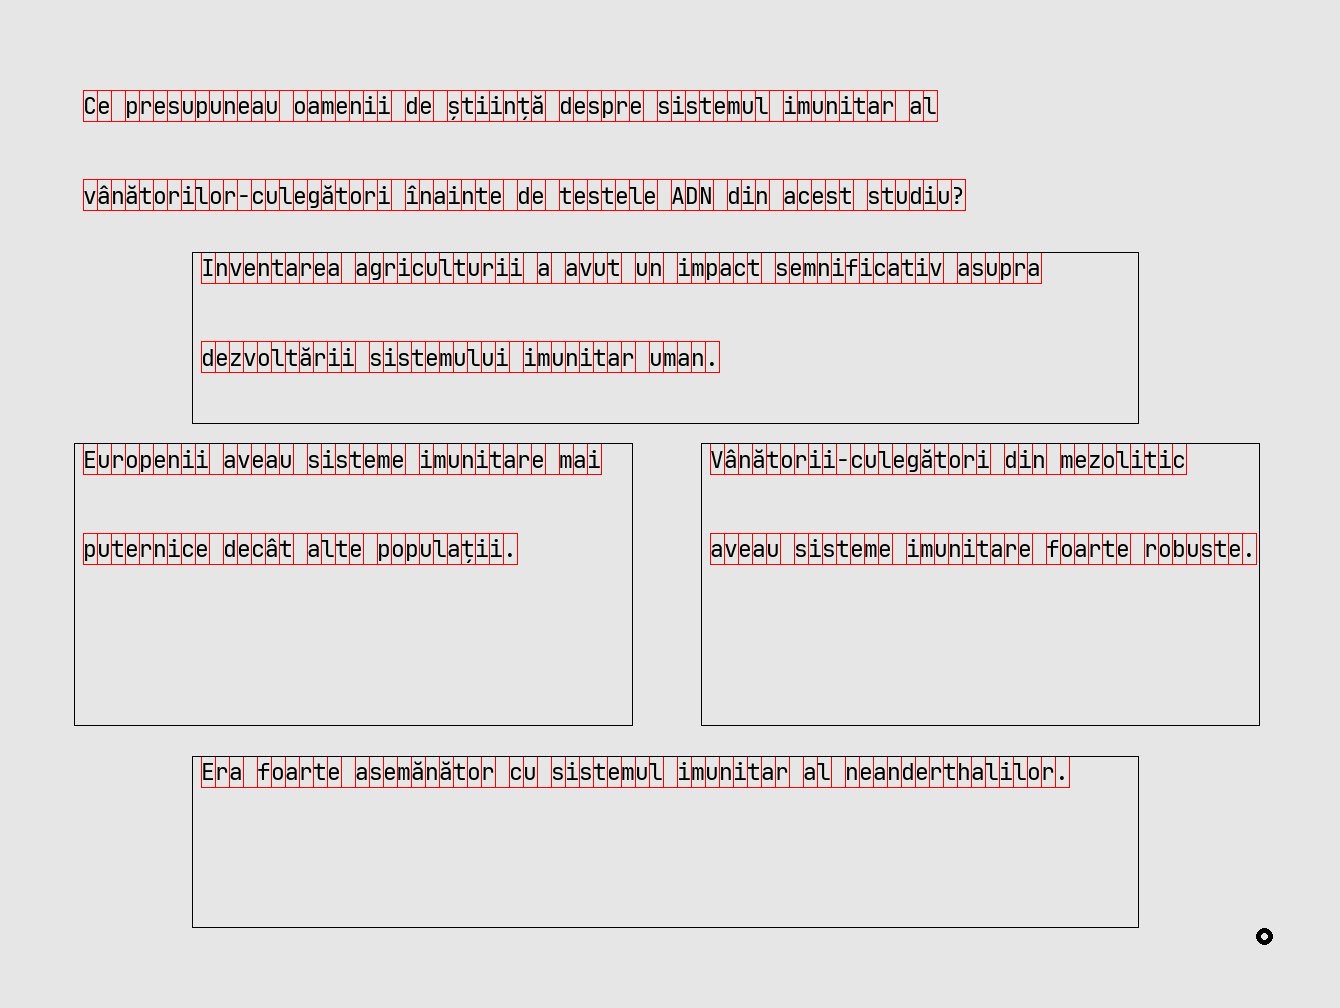 Ce presupuneau oamenii de știință despre sistemul imunitar al
vânătorilor-culegători înainte de testele ADN din acest studiu?
Inventarea agriculturii a avut un impact semnificativ asupra
dezvoltării sistemului imunitar uman.
Europenii aveau sisteme imunitare mai
puternice decât alte populații.
Vânătorii-culegători din mezolitic
aveau sisteme imunitare foarte robuste.
Era foarte asemănător cu sistemul imunitar al neanderthalilor.